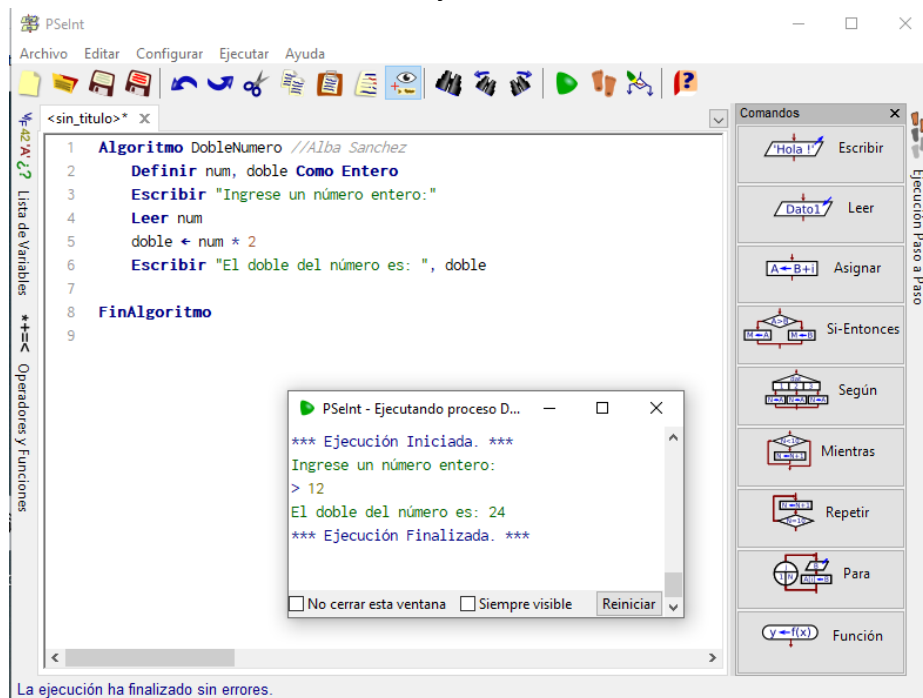 PSeInt
Archivo Editar Configurar Ejecutar Ayuda
<sin_titulo>* X
1 Algoritmo DobleNumero //Alba Sanchez
2 Definir num, doble Como Entero
3 Escribir "Ingrese un número entero:"
4 Leer num
5 doble ← num * 2
6 Escribir "El doble del número es: ", doble
7
8 FinAlgoritmo
9
42 'A' ¿? Lista de Variables
*+=< Operadores y Funciones
PSeInt - Ejecutando proceso D...
*** Ejecución Iniciada. ***
Ingrese un número entero:
> 12
El doble del número es: 24
*** Ejecución Finalizada. ***
No cerrar esta ventana Siempre visible Reiniciar
Comandos X
'Hola !' Escribir
Dato1 Leer
A←B+i Asignar
A>B M←A M←B Si-Entonces
1 2 3 Según
Mientras
Repetir
Para
y←f(x) Función
Ejecución Paso a Paso
La ejecución ha finalizado sin errores.